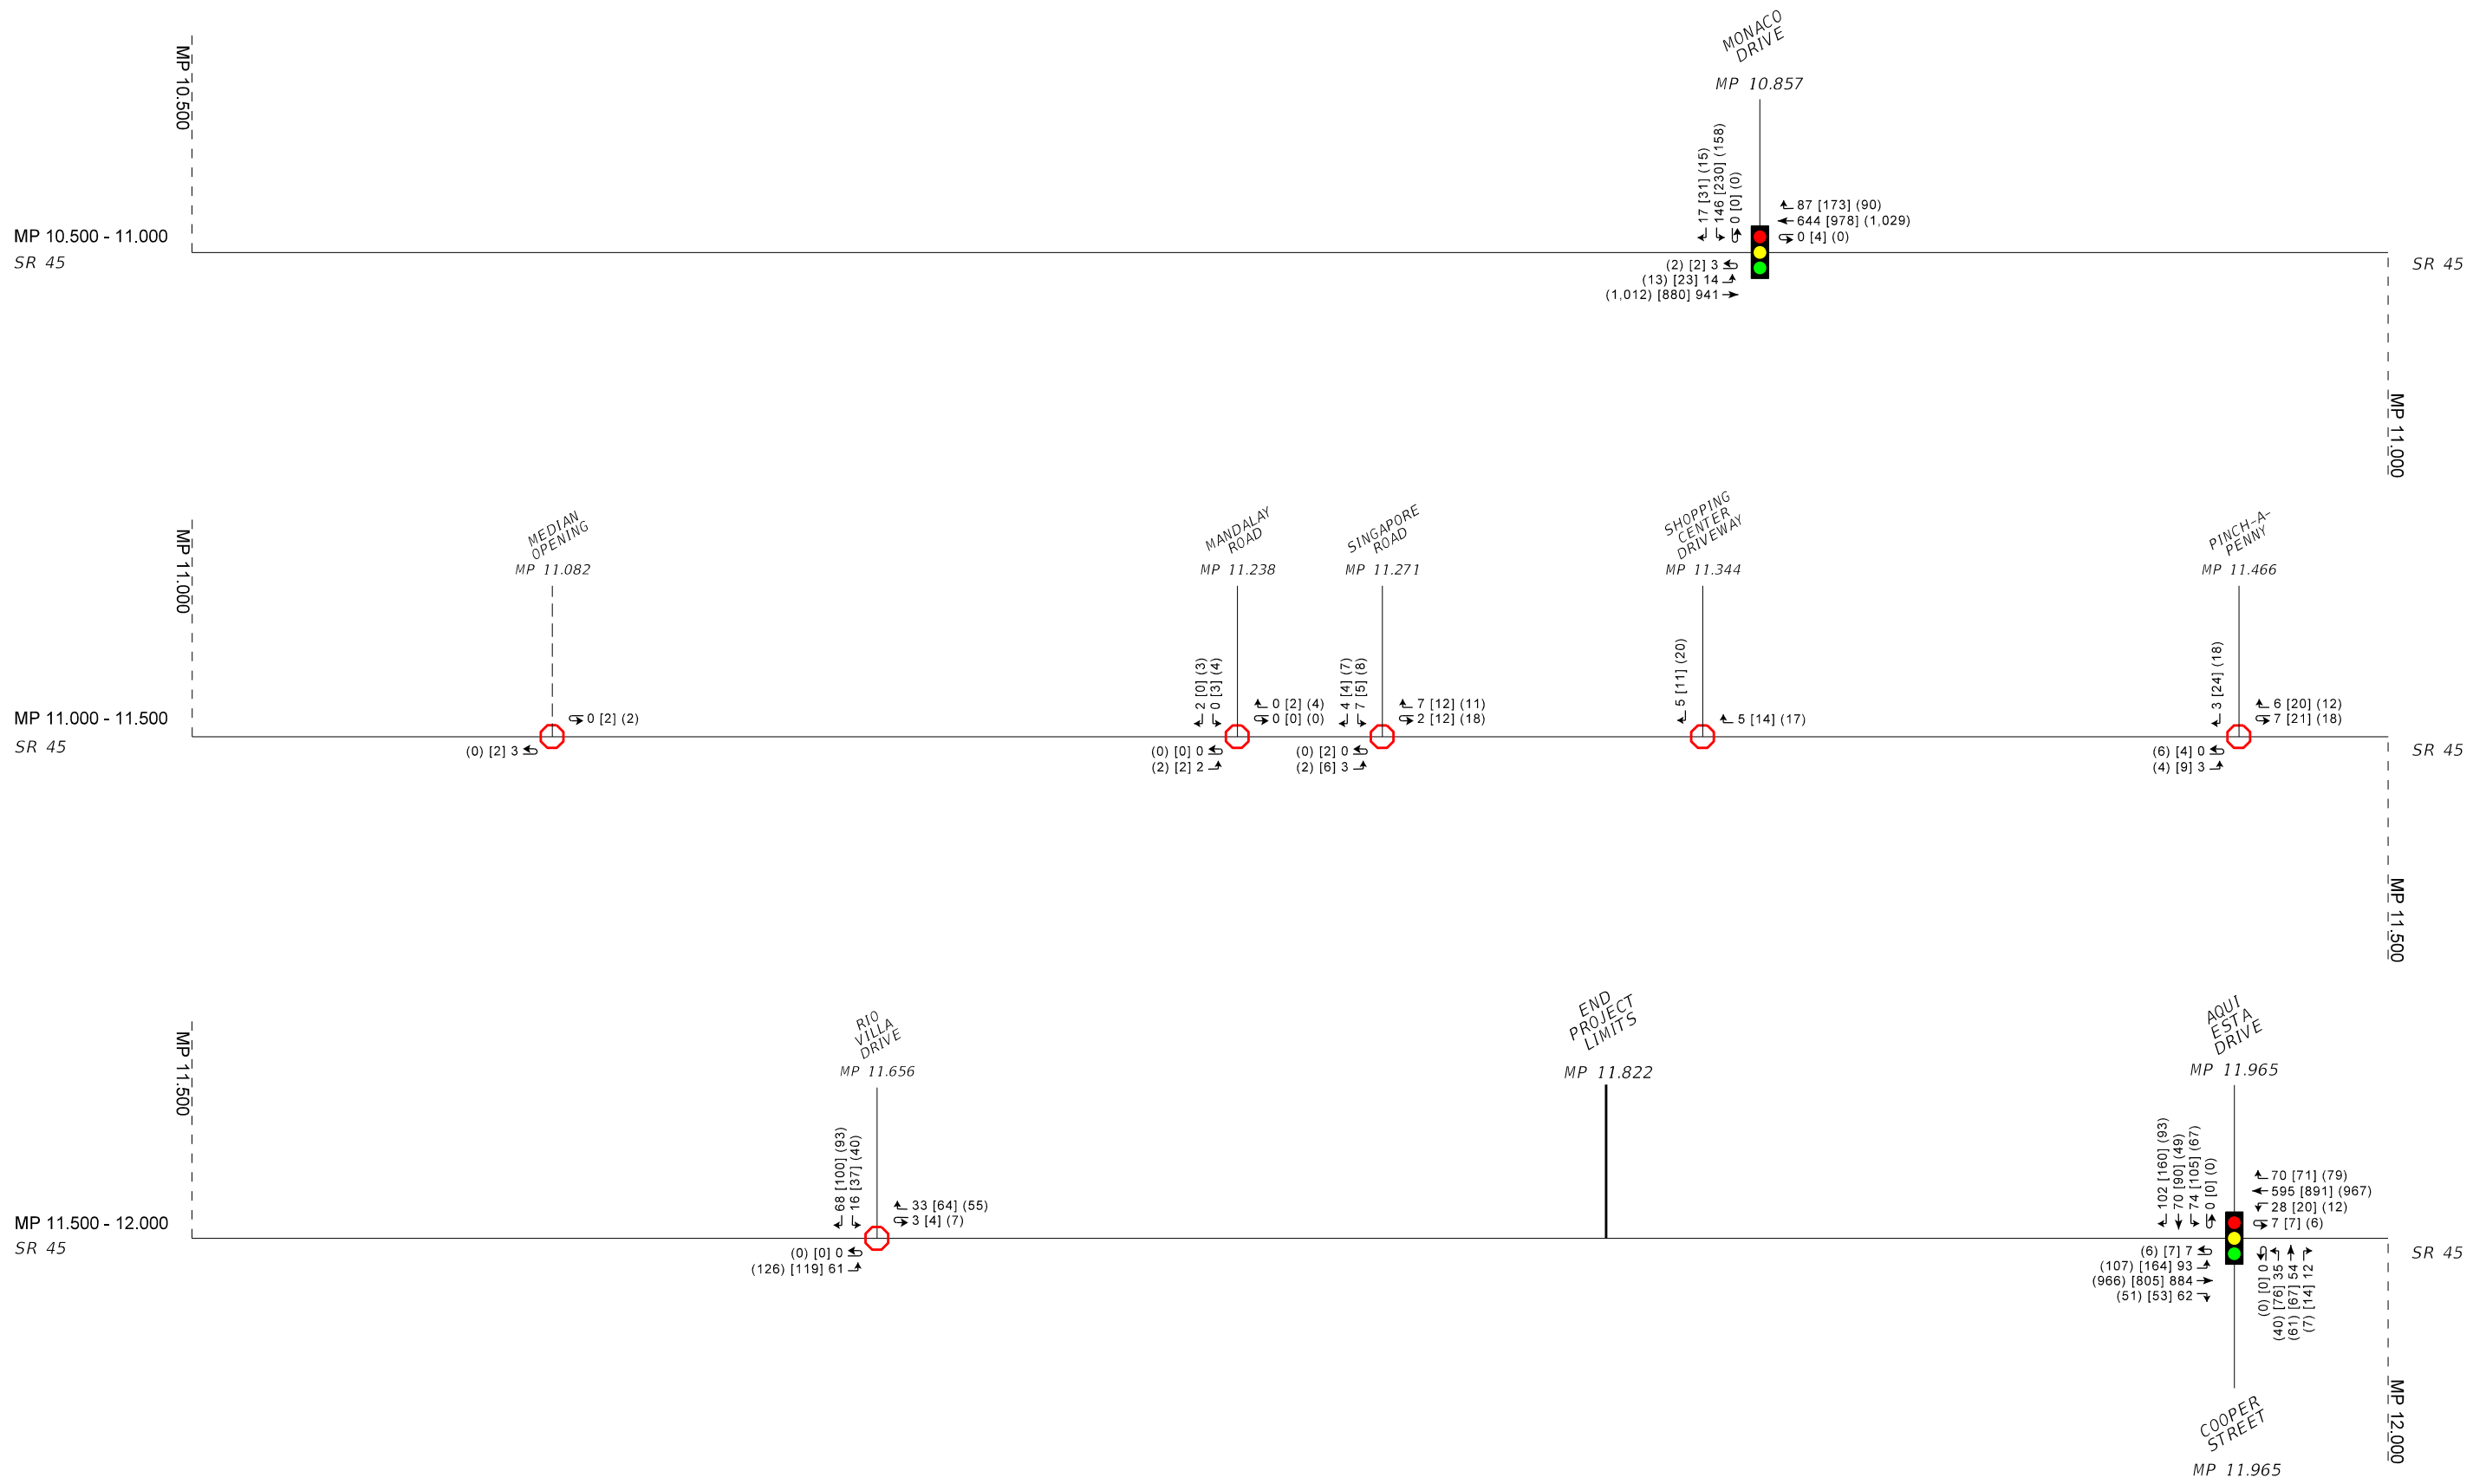 MONACO
DRIVE
MP 10.857
MP 10.500
17 [31] (15)
146 [230] (158)
0 [0] (0)
87 [173] (90)
644 [978] (1,029)
0 [4] (0)
MP 10.500 - 11.000
SR 45
SR 45
(2) [2] 3
(13) [23] 14
(1,012) [880] 941
MP 11.000
MP 11.000
MEDIAN
OPENING
MP 11.082
MANDALAY
ROAD
MP 11.238
SINGAPORE
ROAD
MP 11.271
SHOPPING
CENTER
DRIVEWAY
MP 11.344
PINCH-A-
PENNY
MP 11.466
MP 11.000 - 11.500
SR 45
SR 45
0 [2] (2)
(0) [2] 3
2 [0] (3)
0 [3] (4)
0 [2] (4)
0 [0] (0)
(0) [0] 0
(2) [2] 2
4 [4] (7)
7 [5] (8)
7 [12] (11)
2 [12] (18)
(0) [2] 0
(2) [6] 3
5 [11] (20)
5 [14] (17)
3 [24] (18)
6 [20] (12)
7 [21] (18)
(6) [4] 0
(4) [9] 3
MP 11.500
MP 11.500
RIO
VILLA
DRIVE
MP 11.656
END
PROJECT
LIMITS
MP 11.822
AQUI
ESTA
DRIVE
MP 11.965
MP 11.500 - 12.000
SR 45
SR 45
68 [100] (93)
16 [37] (40)
33 [64] (55)
3 [4] (7)
(0) [0] 0
(126) [119] 61
102 [160] (93)
70 [90] (49)
74 [105] (67)
0 [0] (0)
70 [71] (79)
595 [891] (967)
28 [20] (12)
7 [7] (6)
(6) [7] 7
(107) [164] 93
(966) [805] 884
(51) [53] 62
(0) [0] 0
(40) [76] 35
(61) [67] 54
(7) [14] 12
MP 12.000
COOPER
STREET
MP 11.965